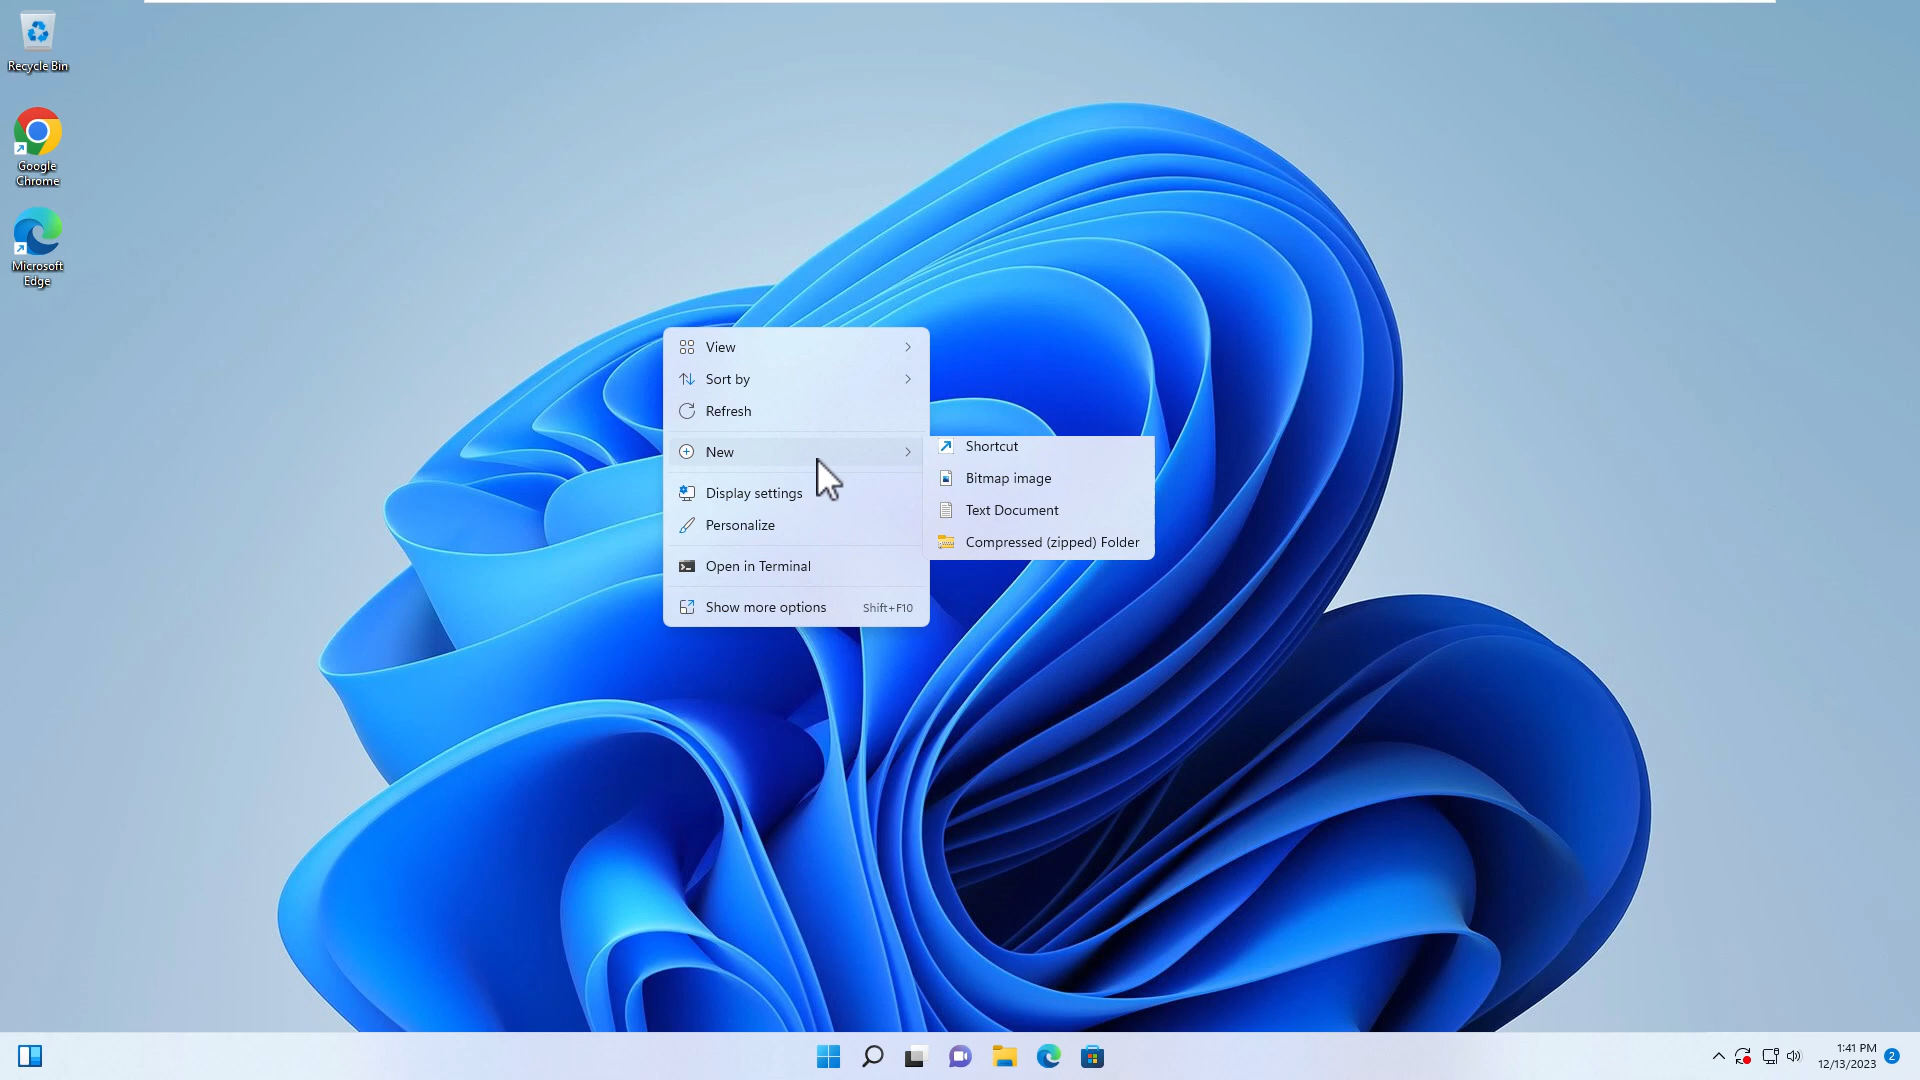 Recycle Bin
Google
Chrome
Microsoft
Edge
View
Sort by
Refresh
New
Display settings
Personalize
Open in Terminal
Show more options Shift+F10
Shortcut
Bitmap image
Text Document
Compressed (zipped) Folder
1:41 PM
12/13/2023
2